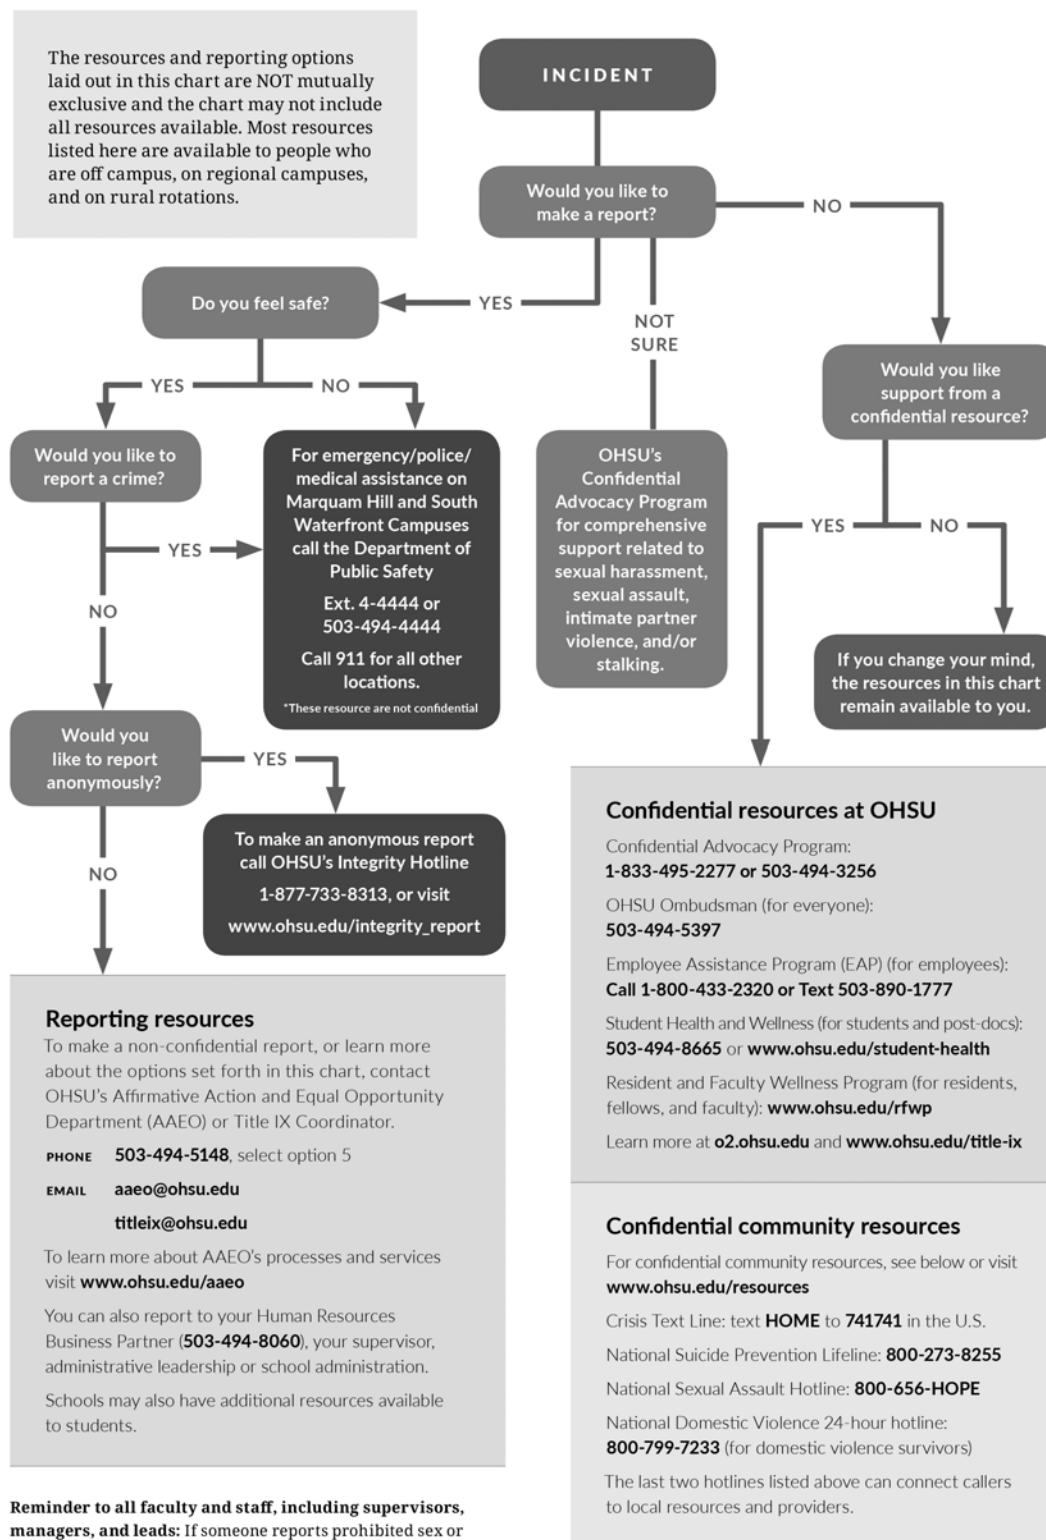 The resources and reporting options
laid out in this chart are NOT mutually
exclusive and the chart may not include
all resources available. Most resources
listed here are available to people who
are off campus, on regional campuses,
and on rural rotations.
INCIDENT
Would you like to
make a report?
NO
YES
NOT
SURE
Do you feel safe?
YES
NO
Would you like
support from a
confidential resource?
Would you like to
report a crime?
YES
NO
For emergency/police/
medical assistance on
Marquam Hill and South
Waterfront Campuses
call the Department of
Public Safety
Ext. 4-4444 or
503-494-4444
Call 911 for all other
locations.
*These resource are not confidential
OHSU's
Confidential
Advocacy Program
for comprehensive
support related to
sexual harassment,
sexual assault,
intimate partner
violence, and/or
stalking.
YES
NO
If you change your mind,
the resources in this chart
remain available to you.
Would you
like to report
anonymously?
YES
NO
To make an anonymous report
call OHSU's Integrity Hotline
1-877-733-8313, or visit
www.ohsu.edu/integrity_report
Reporting resources
To make a non-confidential report, or learn more
about the options set forth in this chart, contact
OHSU's Affirmative Action and Equal Opportunity
Department (AAEO) or Title IX Coordinator.
PHONE 503-494-5148, select option 5
EMAIL aaeo@ohsu.edu
titleix@ohsu.edu
To learn more about AAEO's processes and services
visit www.ohsu.edu/aaeo
You can also report to your Human Resources
Business Partner (503-494-8060), your supervisor,
administrative leadership or school administration.
Schools may also have additional resources available
to students.
Confidential resources at OHSU
Confidential Advocacy Program:
1-833-495-2277 or 503-494-3256
OHSU Ombudsman (for everyone):
503-494-5397
Employee Assistance Program (EAP) (for employees):
Call 1-800-433-2320 or Text 503-890-1777
Student Health and Wellness (for students and post-docs):
503-494-8665 or www.ohsu.edu/student-health
Resident and Faculty Wellness Program (for residents,
fellows, and faculty): www.ohsu.edu/rfwp
Learn more at o2.ohsu.edu and www.ohsu.edu/title-ix
Confidential community resources
For confidential community resources, see below or visit
www.ohsu.edu/resources
Crisis Text Line: text HOME to 741741 in the U.S.
National Suicide Prevention Lifeline: 800-273-8255
National Sexual Assault Hotline: 800-656-HOPE
National Domestic Violence 24-hour hotline:
800-799-7233 (for domestic violence survivors)
The last two hotlines listed above can connect callers
to local resources and providers.
Reminder to all faculty and staff, including supervisors,
managers, and leads: If someone reports prohibited sex or